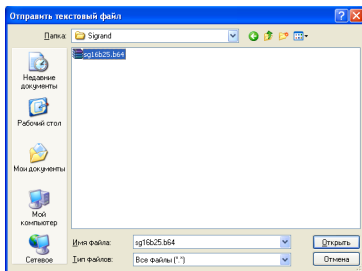 Отправить текстовый файл
Папка: Sigrand
sg16b25.b64
Недавние документы
Рабочий стол
Мои документы
Мой компьютер
Сетевое
Имя файла: sg16b25.b64 Открыть
Тип файлов: Все файлы (*.*) Отмена